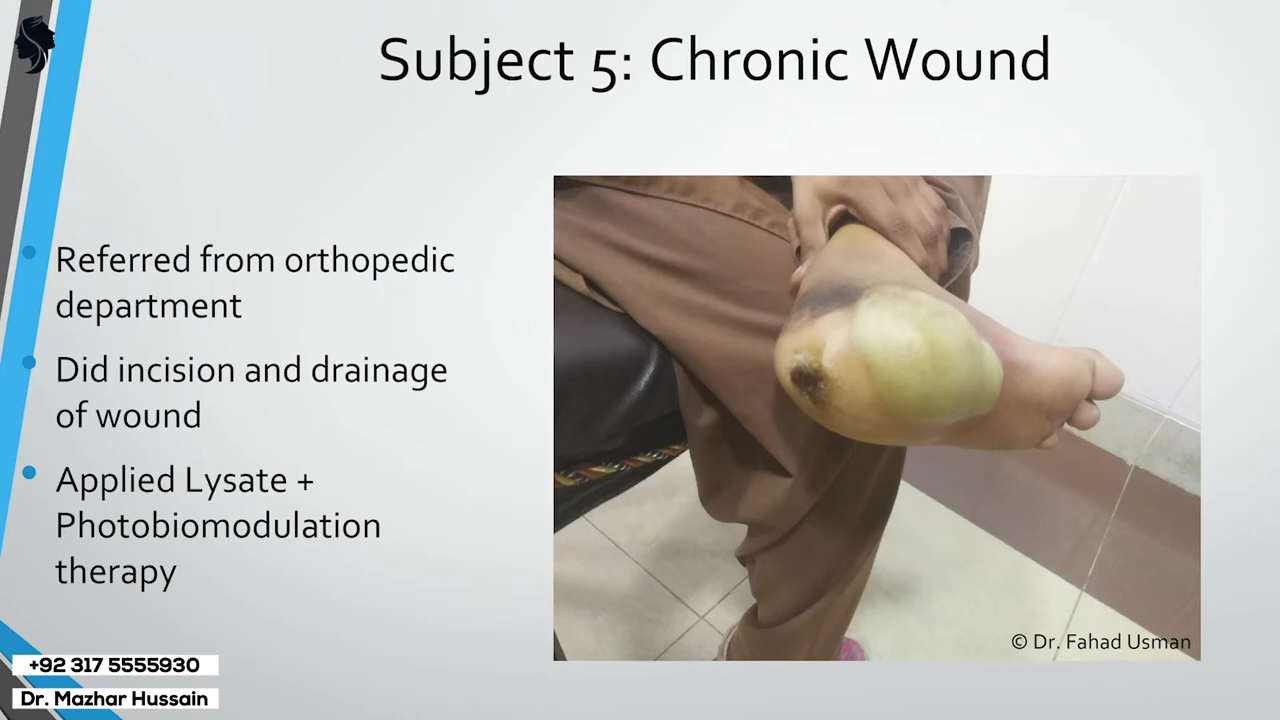 Subject 5: Chronic Wound
Referred from orthopedic
department
Did incision and drainage
of wound
Applied Lysate +
Photobiomodulation
therapy
© Dr. Fahad Usman
+92 317 5555930
Dr. Mazhar Hussain